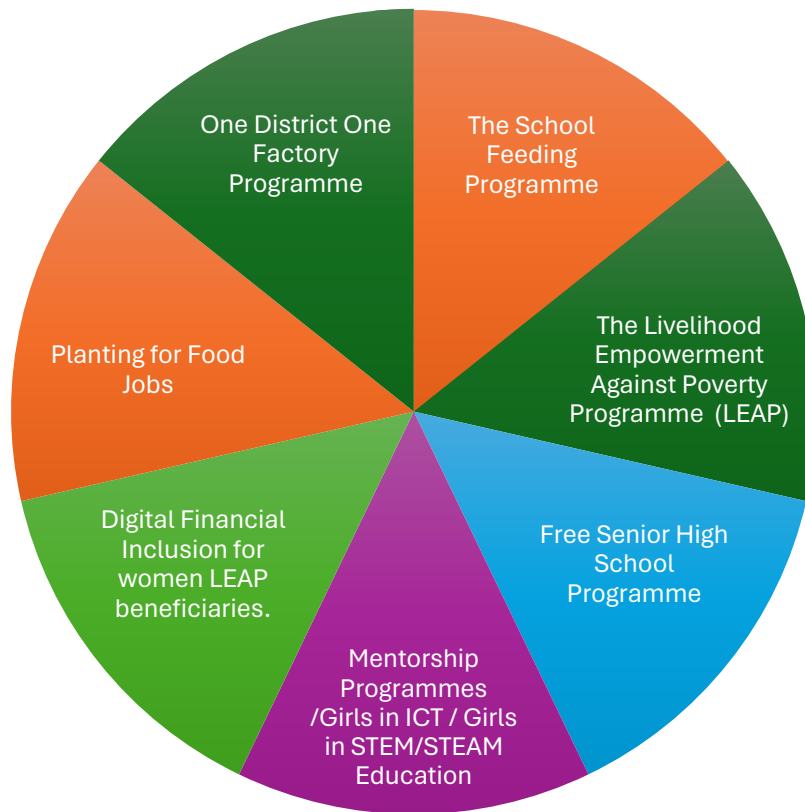 The School
Feeding
Programme
The Livelihood
Empowerment
Against Poverty
Programme (LEAP)
Free Senior High
School
Programme
Mentorship
Programmes
/Girls in ICT / Girls
in STEM/STEAM
Education
Digital Financial
Inclusion for
women LEAP
beneficiaries.
Planting for Food
Jobs
One District One
Factory
Programme